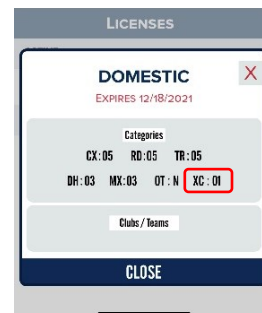 LICENSES
DOMESTIC
X
EXPIRES 12/18/2021
Categories
CX:05 RD:05 TR:05
DH:03 MX:03 OT:N XC:01
Clubs/Teams
CLOSE